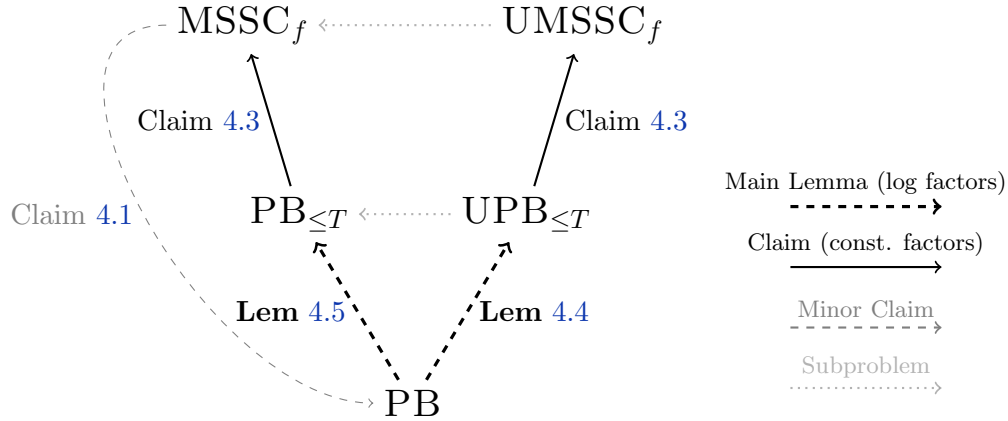 MSSC_f UMSSC_f
Claim 4.3 Claim 4.3
Main Lemma (log factors)
Claim 4.1 PB_{≤T} UPB_{≤T}
Claim (const. factors)
Lem 4.5 Lem 4.4
Minor Claim
Subproblem
PB